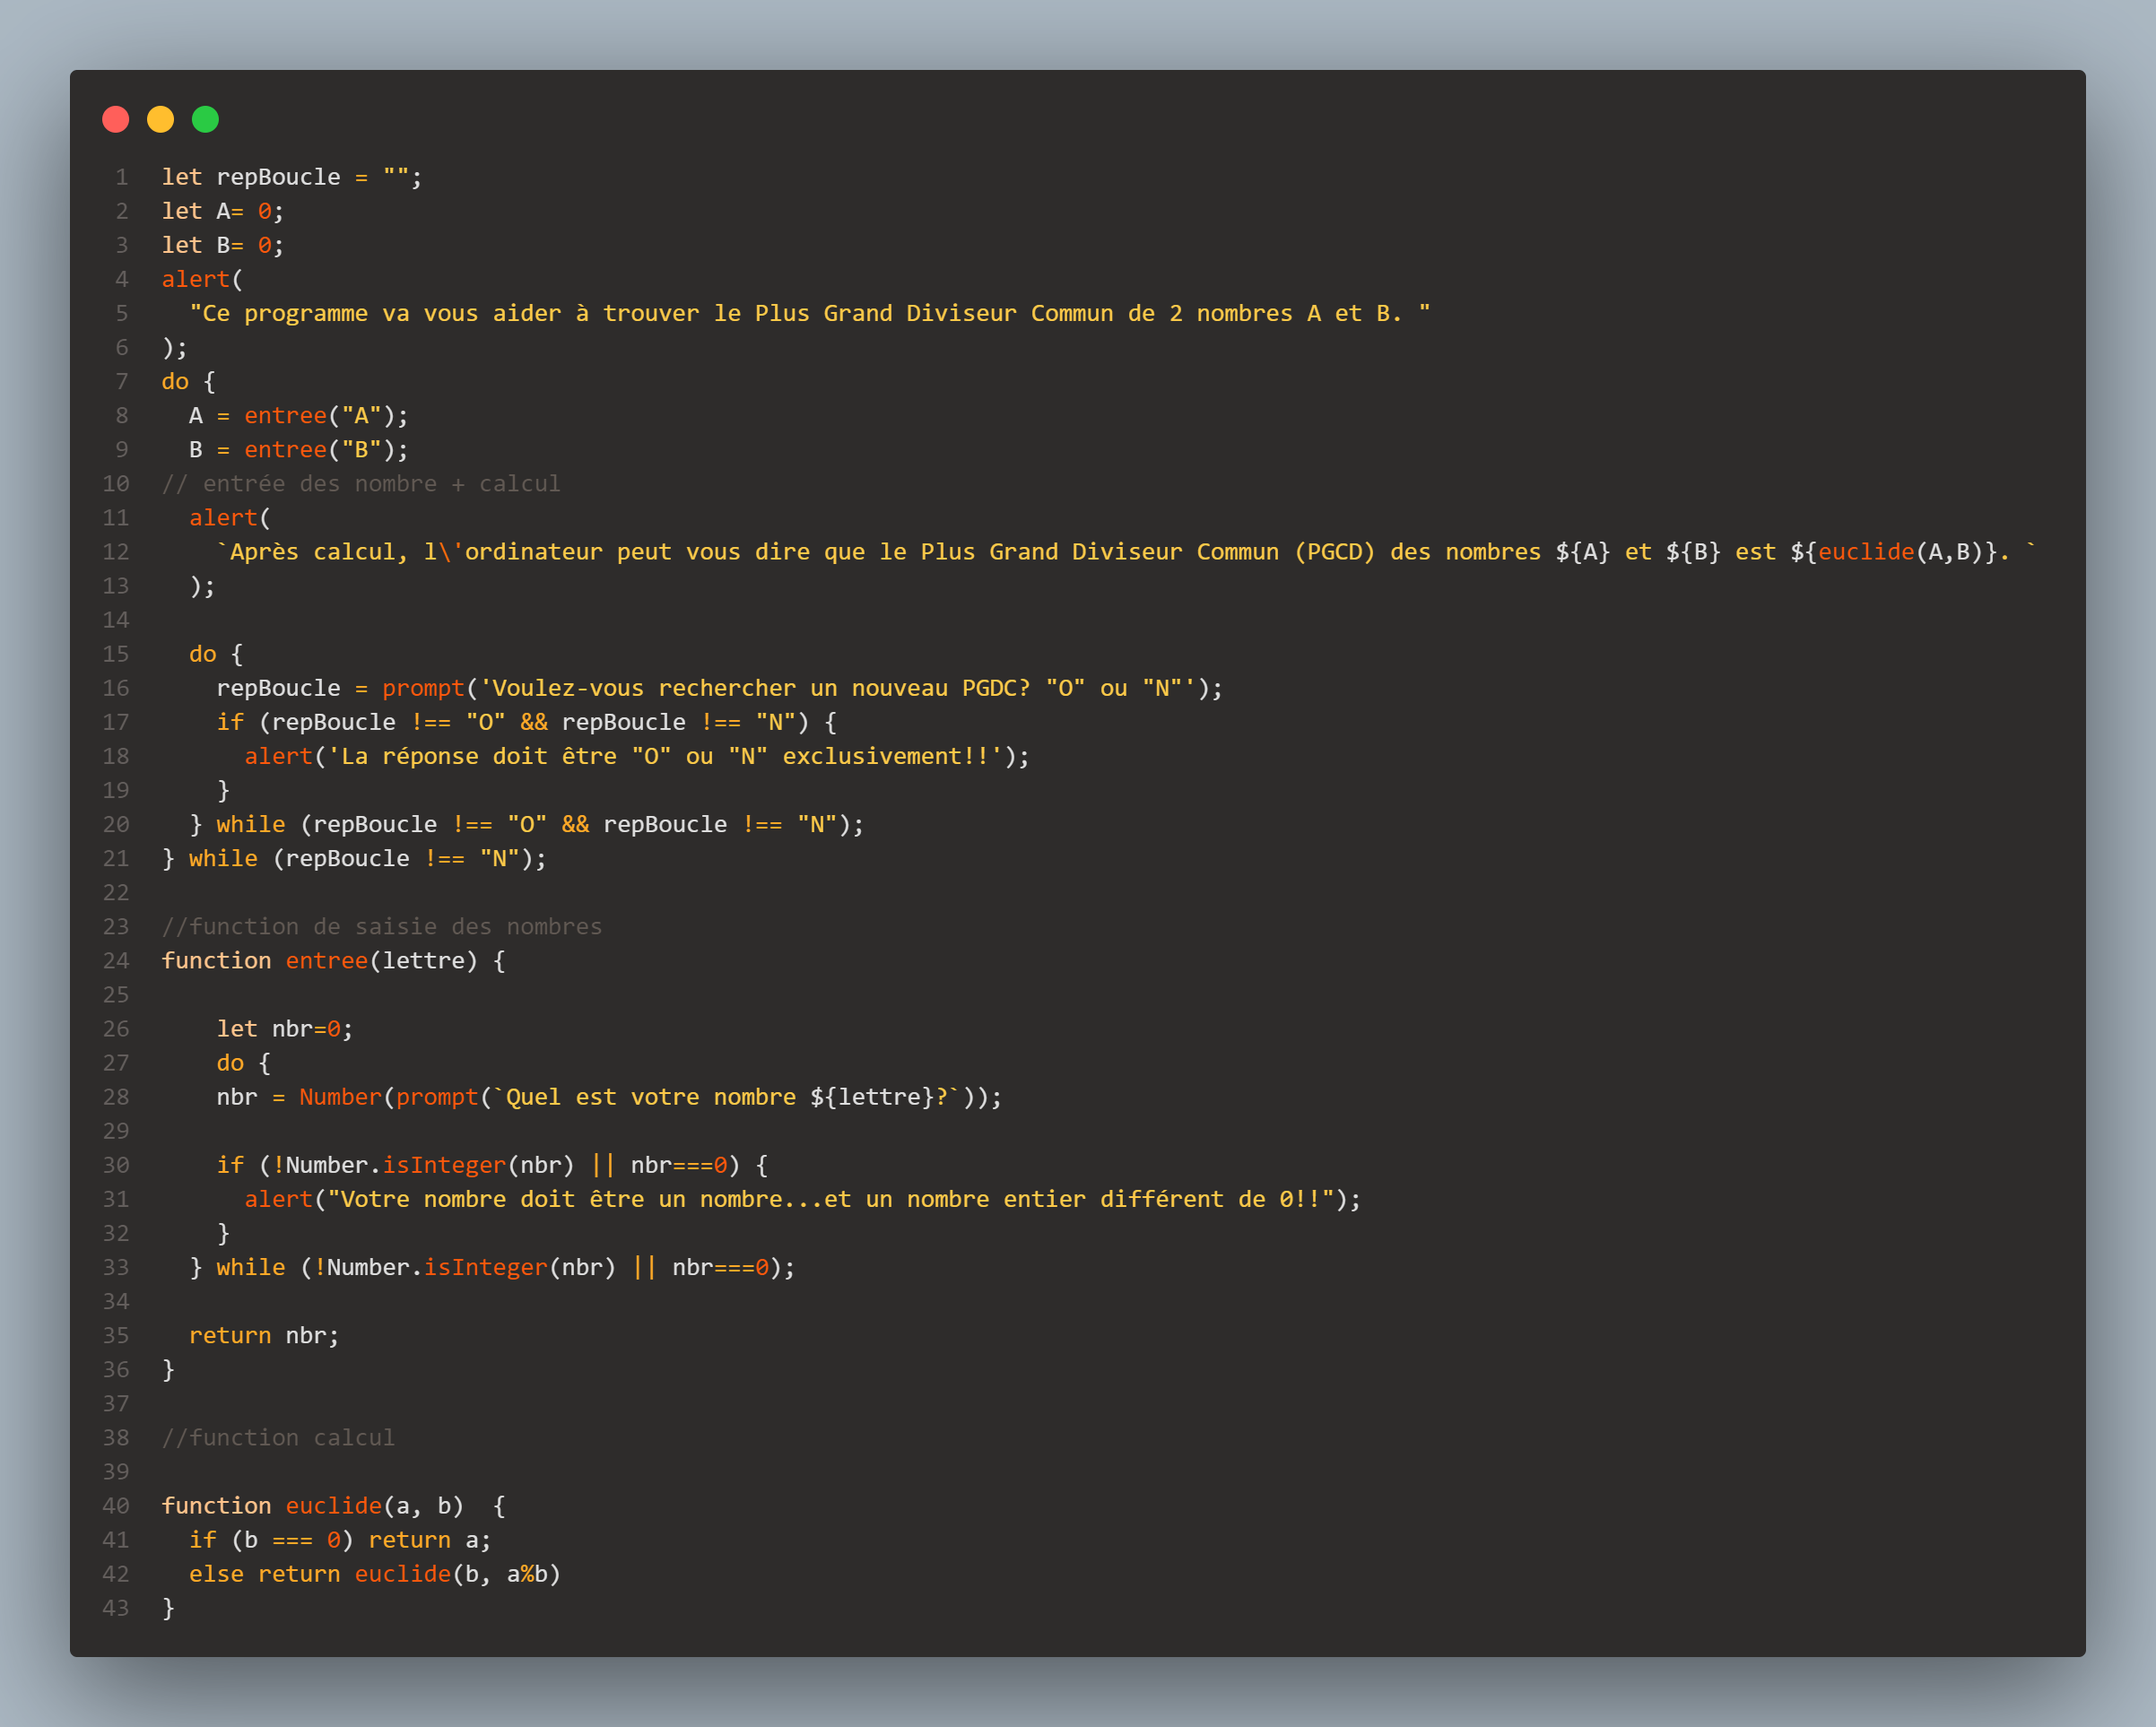 1 let repBoucle = "";
2 let A= 0;
3 let B= 0;
4 alert(
5   "Ce programme va vous aider à trouver le Plus Grand Diviseur Commun de 2 nombres A et B. "
6 );
7 do {
8   A = entree("A");
9   B = entree("B");
10 // entrée des nombre + calcul
11   alert(
12     `Après calcul, l\'ordinateur peut vous dire que le Plus Grand Diviseur Commun (PGCD) des nombres ${A} et ${B} est ${euclide(A,B)}. `
13   );
14
15   do {
16     repBoucle = prompt('Voulez-vous rechercher un nouveau PGDC? "O" ou "N"');
17     if (repBoucle !== "O" && repBoucle !== "N") {
18       alert('La réponse doit être "O" ou "N" exclusivement!!');
19     }
20   } while (repBoucle !== "O" && repBoucle !== "N");
21 } while (repBoucle !== "N");
22
23 //function de saisie des nombres
24 function entree(lettre) {
25
26     let nbr=0;
27     do {
28     nbr = Number(prompt(`Quel est votre nombre ${lettre}?`));
29
30     if (!Number.isInteger(nbr) || nbr===0) {
31       alert("Votre nombre doit être un nombre...et un nombre entier différent de 0!!");
32     }
33   } while (!Number.isInteger(nbr) || nbr===0);
34
35   return nbr;
36 }
37
38 //function calcul
39
40 function euclide(a, b)  {
41   if (b === 0) return a;
42   else return euclide(b, a%b)
43 }